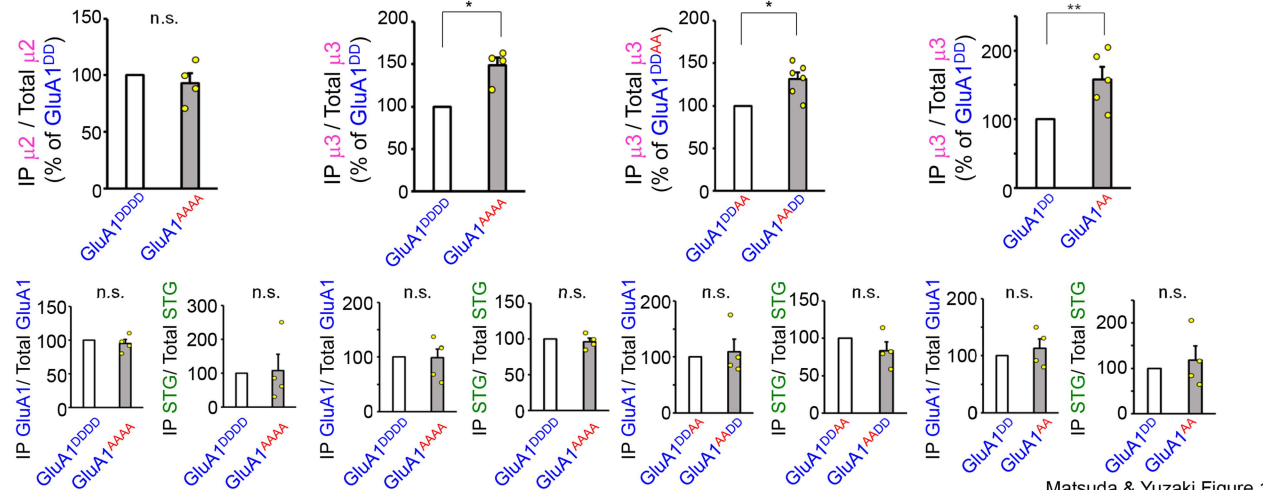 IP μ2 / Total μ2
(% of GluA1DD)
150
100
50
0
n.s.
GluA1DDDD
GluA1AAAA
IP μ3 / Total μ3
(% of GluA1DD)
200
150
100
50
0
*
GluA1DDDD
GluA1AAAA
IP μ3 / Total μ3
(% of GluA1DDAA)
200
150
100
50
0
*
GluA1DDAA
GluA1AADD
IP μ3 / Total μ3
(% of GluA1DD)
200
100
0
**
GluA1DD
GluA1AA
IP GluA1/ Total GluA1
150
100
50
0
n.s.
GluA1DDDD
GluA1AAAA
IP STG/ Total STG
300
200
100
0
n.s.
GluA1DDDD
GluA1AAAA
IP GluA1/ Total GluA1
200
100
0
n.s.
GluA1DDDD
GluA1AAAA
IP STG/ Total STG
150
100
50
0
n.s.
GluA1DDDD
GluA1AAAA
IP GluA1/ Total GluA1
200
100
0
n.s.
GluA1DDAA
GluA1AADD
IP STG/ Total STG
150
100
50
0
n.s.
GluA1DDAA
GluA1AADD
IP GluA1/ Total GluA1
200
100
0
n.s.
GluA1DD
GluA1AA
IP STG/ Total STG
200
100
0
n.s.
GluA1DD
GluA1AA
Matsuda & Yuzaki Figure